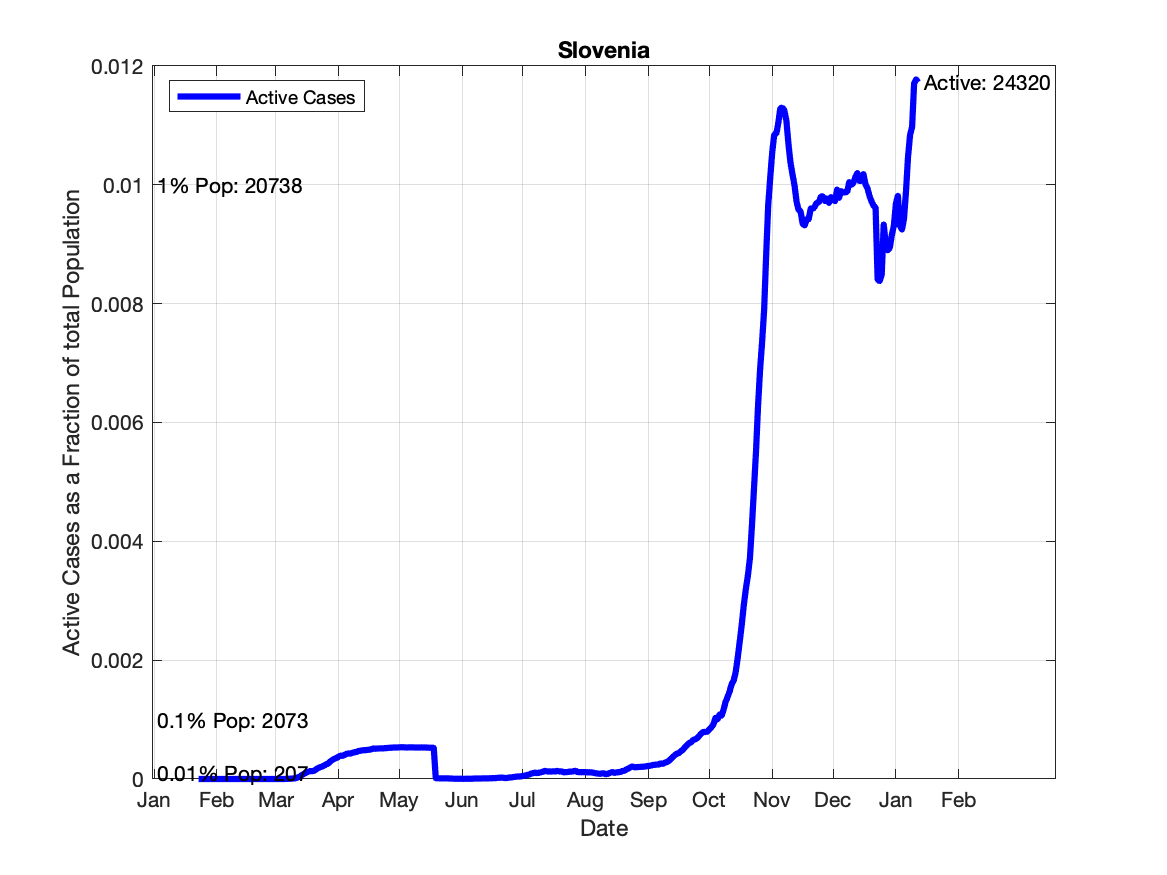 Slovenia
0.012
Active Cases
Active: 24320
0.01
1% Pop: 20738
0.008
0.006
0.004
0.002
0.1% Pop: 2073
0.01% Pop: 207
0
Active Cases as a Fraction of total Population
Jan Feb Mar Apr May Jun Jul Aug Sep Oct Nov Dec Jan Feb
Date